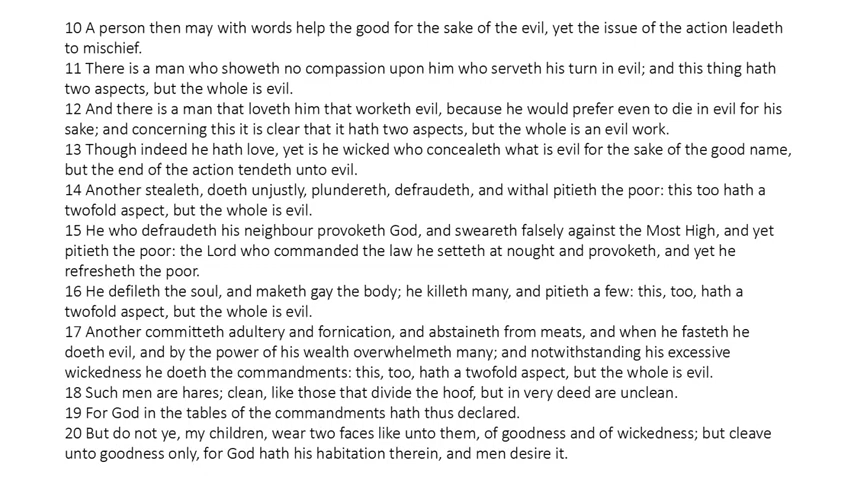 10 A person then may with words help the good for the sake of the evil, yet the issue of the action leadeth
to mischief.
11 There is a man who showeth no compassion upon him who serveth his turn in evil; and this thing hath
two aspects, but the whole is evil.
12 And there is a man that loveth him that worketh evil, because he would prefer even to die in evil for his
sake; and concerning this it is clear that it hath two aspects, but the whole is an evil work.
13 Though indeed he hath love, yet is he wicked who concealeth what is evil for the sake of the good name,
but the end of the action tendeth unto evil.
14 Another stealeth, doeth unjustly, plundereth, defraudeth, and withal pitieth the poor: this too hath a
twofold aspect, but the whole is evil.
15 He who defraudeth his neighbour provoketh God, and sweareth falsely against the Most High, and yet
pitieth the poor: the Lord who commanded the law he setteth at nought and provoketh, and yet he
refresheth the poor.
16 He defileth the soul, and maketh gay the body; he killeth many, and pitieth a few: this, too, hath a
twofold aspect, but the whole is evil.
17 Another committeth adultery and fornication, and abstaineth from meats, and when he fasteth he
doeth evil, and by the power of his wealth overwhelmeth many; and notwithstanding his excessive
wickedness he doeth the commandments: this, too, hath a twofold aspect, but the whole is evil.
18 Such men are hares; clean, like those that divide the hoof, but in very deed are unclean.
19 For God in the tables of the commandments hath thus declared.
20 But do not ye, my children, wear two faces like unto them, of goodness and of wickedness; but cleave
unto goodness only, for God hath his habitation therein, and men desire it.